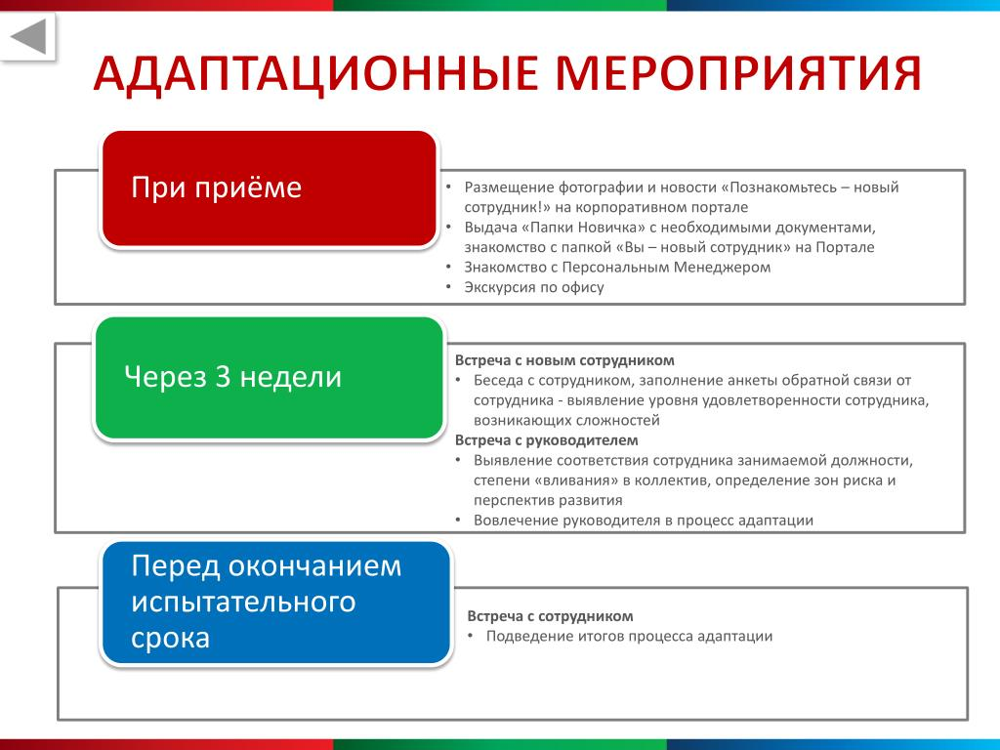 АДАПТАЦИОННЫЕ МЕРОПРИЯТИЯ
При приёме
• Размещение фотографии и новости «Познакомьтесь – новый
сотрудник!» на корпоративном портале
• Выдача «Папки Новичка» с необходимыми документами,
знакомство с папкой «Вы – новый сотрудник» на Портале
• Знакомство с Персональным Менеджером
• Экскурсия по офису
Через 3 недели
Встреча с новым сотрудником
• Беседа с сотрудником, заполнение анкеты обратной связи от
сотрудника - выявление уровня удовлетворенности сотрудника,
возникающих сложностей
Встреча с руководителем
• Выявление соответствия сотрудника занимаемой должности,
степени «вливания» в коллектив, определение зон риска и
перспектив развития
• Вовлечение руководителя в процесс адаптации
Перед окончанием
испытательного
срока
Встреча с сотрудником
• Подведение итогов процесса адаптации